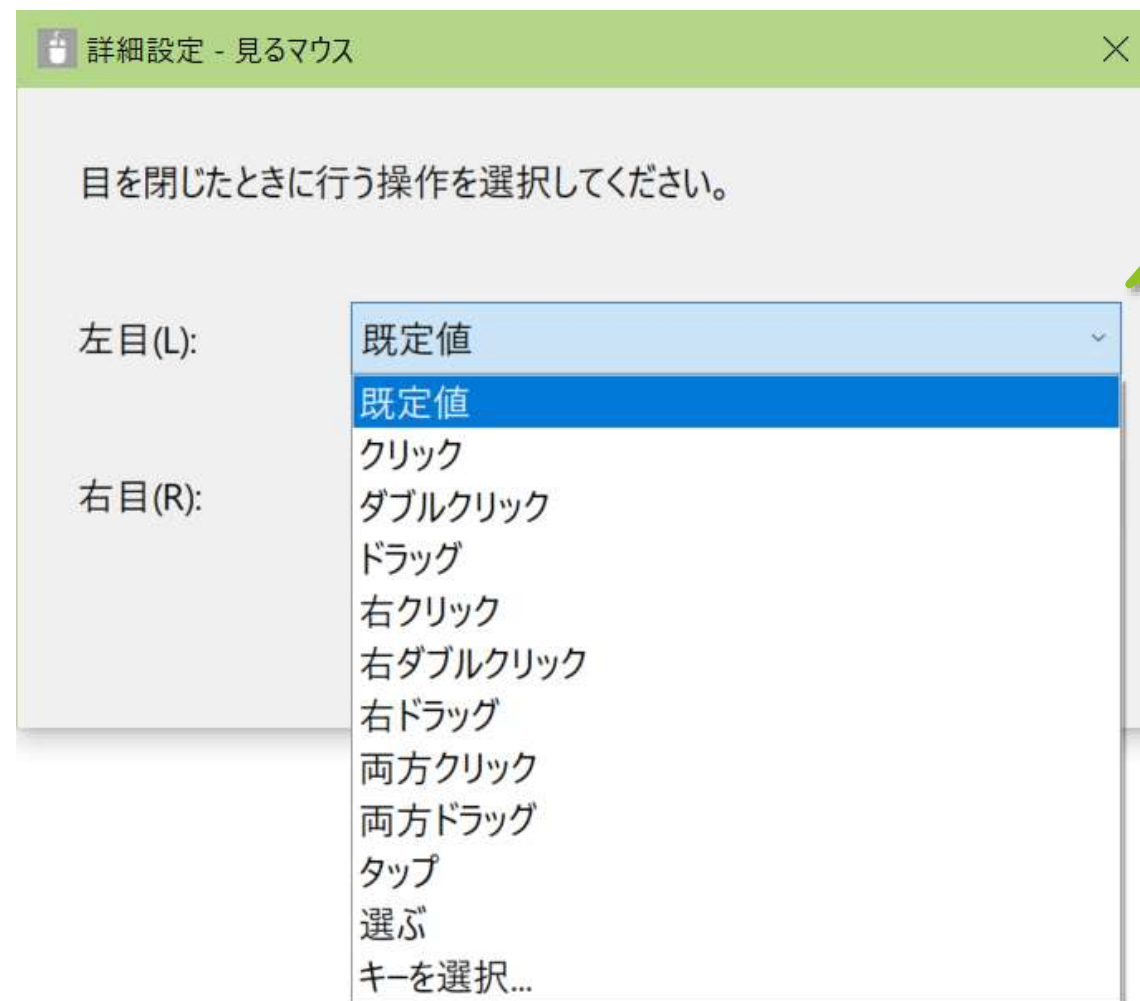 詳細設定 - 見るマウス
目を閉じたときに行う操作を選択してください。
左目(L):
既定値
既定値
クリック
ダブルクリック
右目(R):
ドラッグ
右クリック
右ダブルクリック
右ドラッグ
両方クリック
両方ドラッグ
タップ
選ぶ
キーを選択...